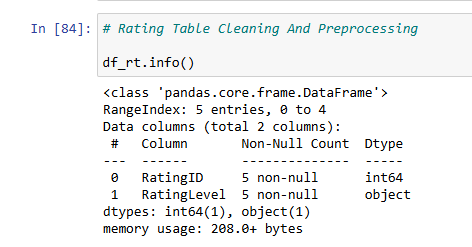 In [84]: # Rating Table Cleaning And Preprocessing
df_rt.info()
<class 'pandas.core.frame.DataFrame'>
RangeIndex: 5 entries, 0 to 4
Data columns (total 2 columns):
 #   Column       Non-Null Count  Dtype
---  ------       --------------  -----
 0   RatingID     5 non-null      int64
 1   RatingLevel  5 non-null      object
dtypes: int64(1), object(1)
memory usage: 208.0+ bytes